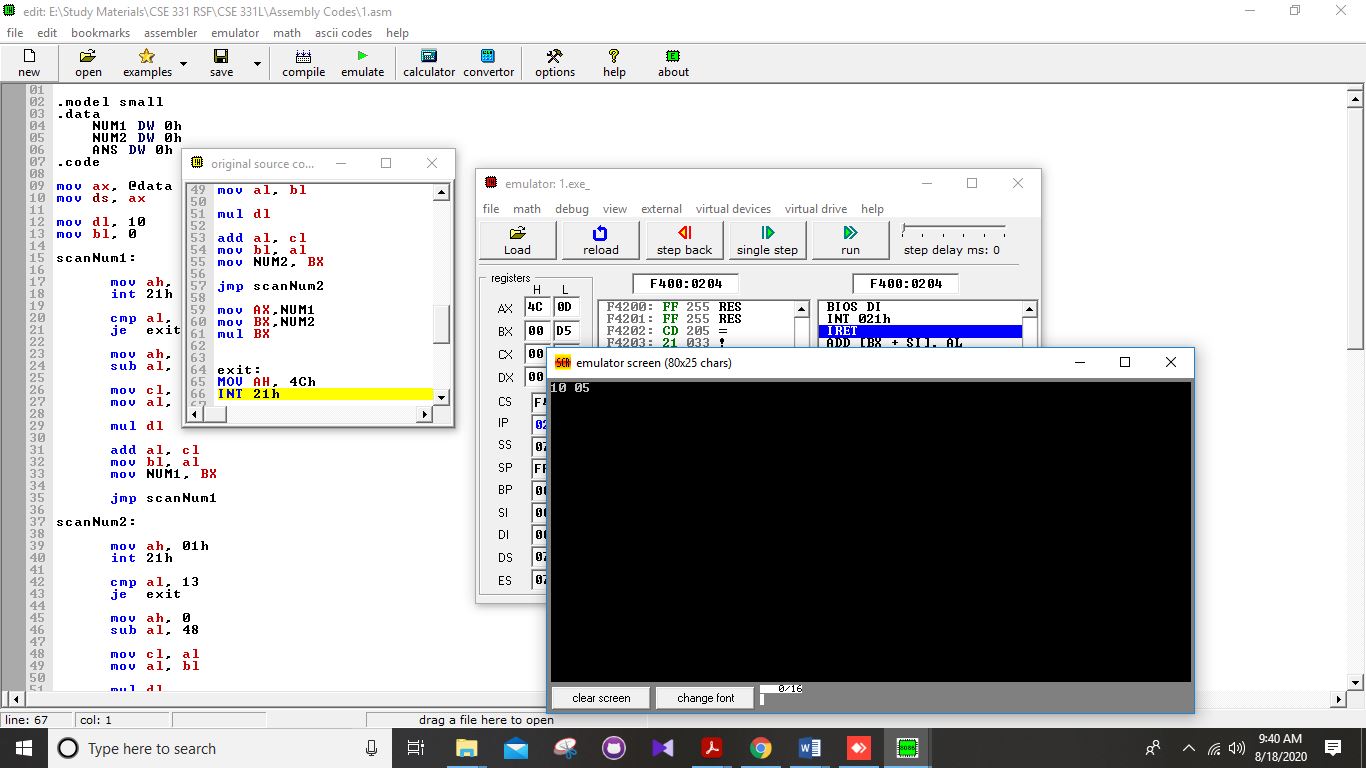 edit: E:\Study Materials\CSE 331 RSF\CSE 331L\Assembly Codes\1.asm
file edit bookmarks assembler emulator math ascii codes help
new open examples save compile emulate calculator convertor options help about
01
02 .model small
03 .data
04 NUM1 DW 0h
05 NUM2 DW 0h
06 ANS DW 0h
07 .code
08
09 mov ax, @data
10 mov ds, ax
11
12 mov dl, 10
13 mov bl, 0
14
15 scanNum1:
16
17 mov ah,
18 int 21h
19
20 cmp al,
21 je exit
22
23 mov ah,
24 sub al,
25
26 mov cl,
27 mov al,
28
29 mul dl
30
31 add al, cl
32 mov bl, al
33 mov NUM1, BX
34
35 jmp scanNum1
36
37 scanNum2:
38
39 mov ah, 01h
40 int 21h
41
42 cmp al, 13
43 je exit
44
45 mov ah, 0
46 sub al, 48
47
48 mov cl, al
49 mov al, bl
50
51 mul dl
original source co...
49 mov al, bl
50
51 mul dl
52
53 add al, cl
54 mov bl, al
55 mov NUM2, BX
56
57 jmp scanNum2
58
59 mov AX,NUM1
60 mov BX,NUM2
61 mul BX
62
63
64 exit:
65 MOV AH, 4Ch
66 INT 21h
67
emulator: 1.exe_
file math debug view external virtual devices virtual drive help
Load reload step back single step run step delay ms: 0
registers
F400:0204 F400:0204
H L
AX 4C 0D
BX 00 D5
CX 00
DX 00
CS
IP
SS
SP
BP
SI
DI
DS
ES
F4200: FF 255 RES
F4201: FF 255 RES
F4202: CD 205 =
F4203: 21 033 !
BIOS DI
INT 021h
IRET
ADD [BX + SI], AL
emulator screen (80x25 chars)
10 05
clear screen change font 0/16
line: 67 col: 1 drag a file here to open
Type here to search
9:40 AM
8/18/2020